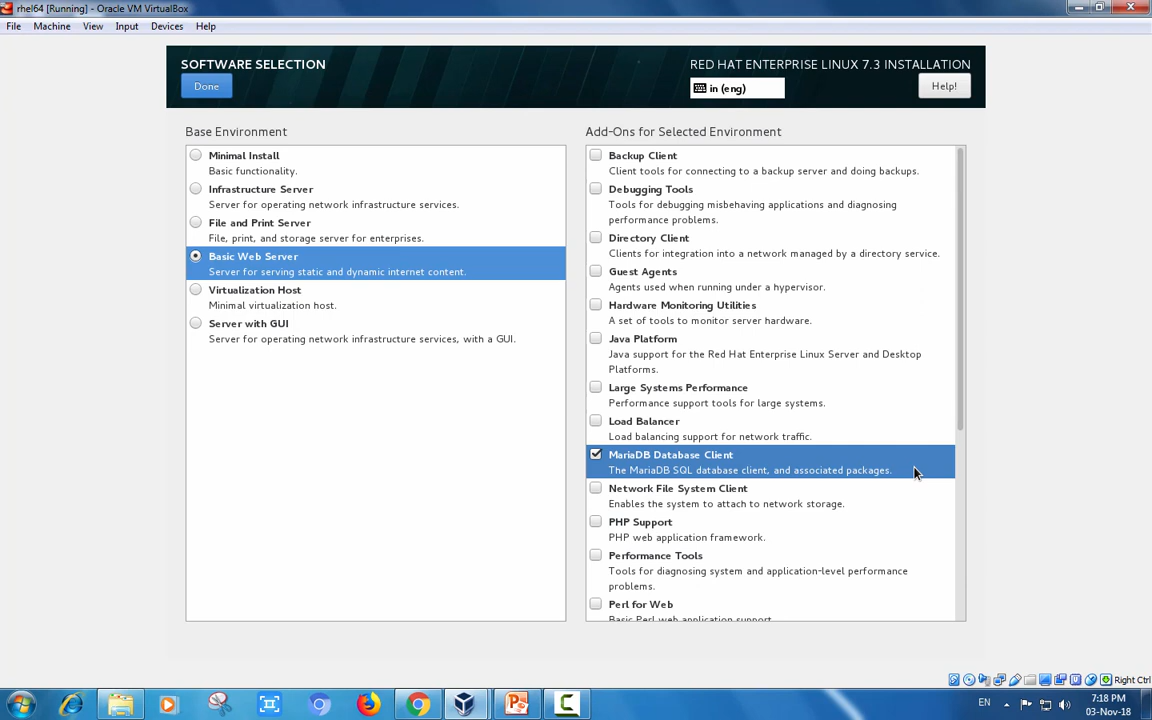 rhel64 [Running] - Oracle VM VirtualBox
File Machine View Input Devices Help
SOFTWARE SELECTION
RED HAT ENTERPRISE LINUX 7.3 INSTALLATION
Done
in (eng)
Help!
Base Environment
Minimal Install
Basic functionality.
Infrastructure Server
Server for operating network infrastructure services.
File and Print Server
File, print, and storage server for enterprises.
Basic Web Server
Server for serving static and dynamic internet content.
Virtualization Host
Minimal virtualization host.
Server with GUI
Server for operating network infrastructure services, with a GUI.
Add-Ons for Selected Environment
Backup Client
Client tools for connecting to a backup server and doing backups.
Debugging Tools
Tools for debugging misbehaving applications and diagnosing
performance problems.
Directory Client
Clients for integration into a network managed by a directory service.
Guest Agents
Agents used when running under a hypervisor.
Hardware Monitoring Utilities
A set of tools to monitor server hardware.
Java Platform
Java support for the Red Hat Enterprise Linux Server and Desktop
Platforms.
Large Systems Performance
Performance support tools for large systems.
Load Balancer
Load balancing support for network traffic.
MariaDB Database Client
The MariaDB SQL database client, and associated packages.
Network File System Client
Enables the system to attach to network storage.
PHP Support
PHP web application framework.
Performance Tools
Tools for diagnosing system and application-level performance
problems.
Perl for Web
Basic Perl web application support.
Right Ctrl
EN
7:18 PM
03-Nov-18